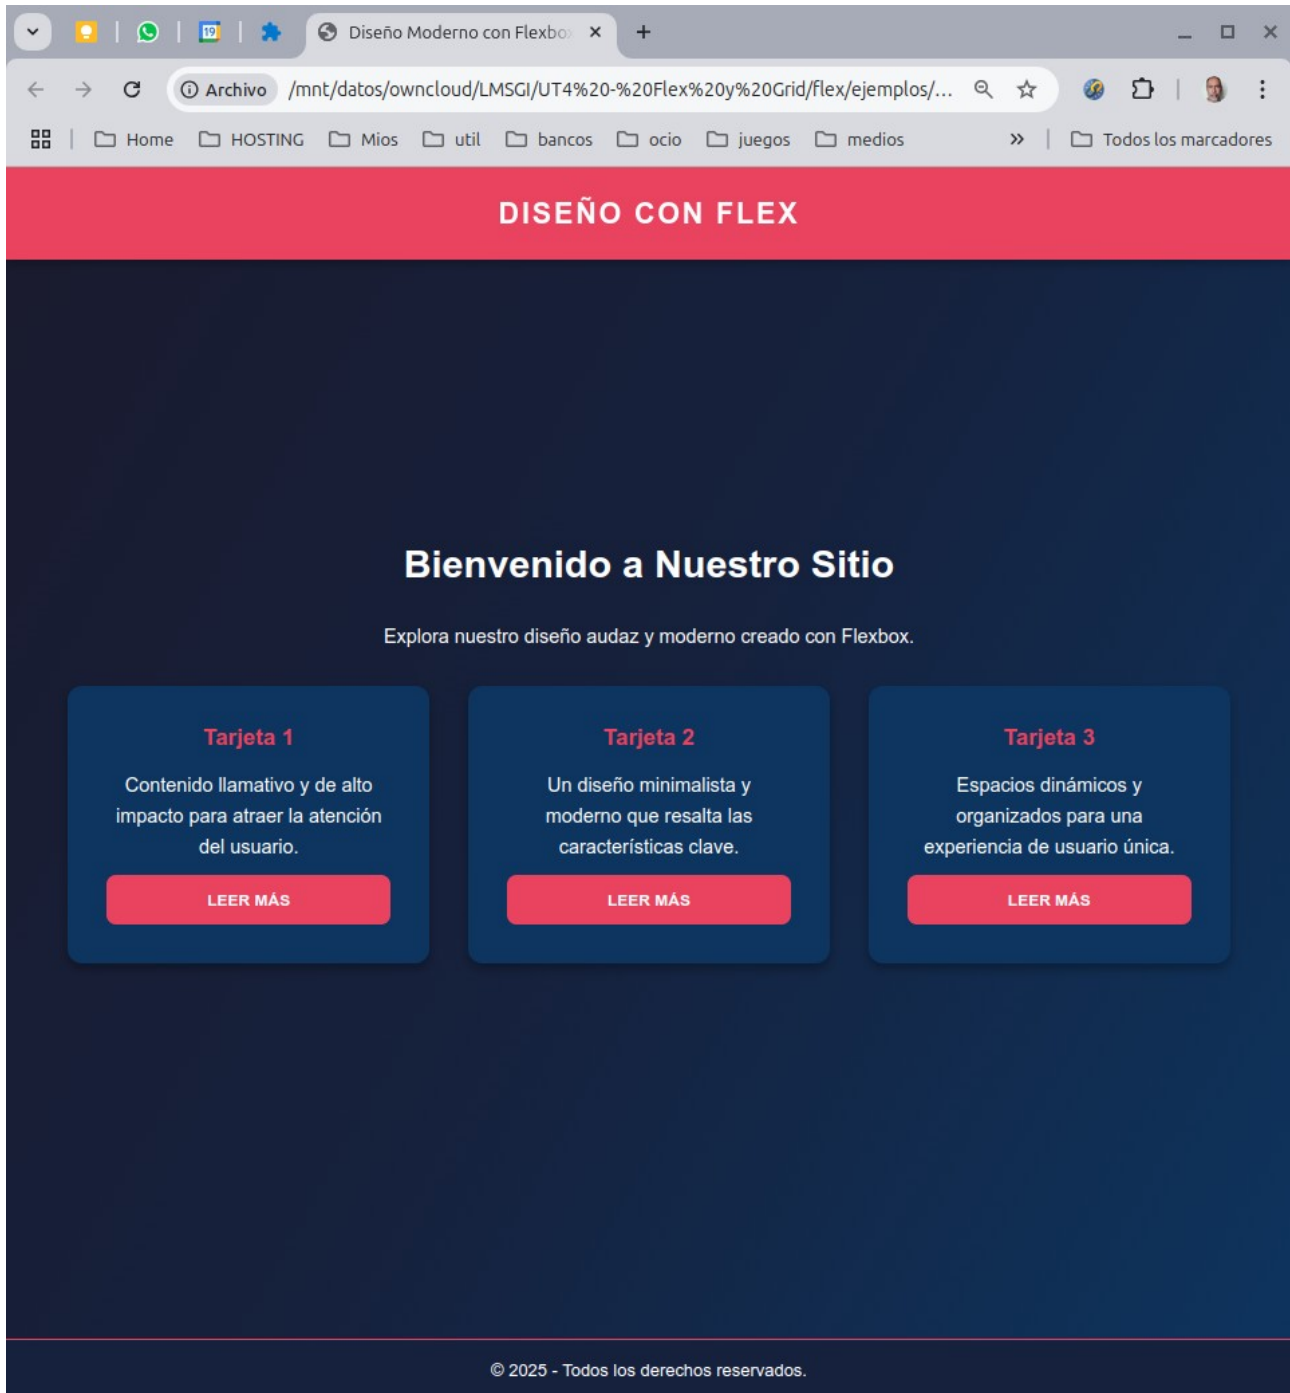 19
Diseño Moderno con Flexbo
Archivo /mnt/datos/owncloud/LMSGI/UT4%20-%20Flex%20y%20Grid/flex/ejemplos/...
Home HOSTING Mios util bancos ocio juegos medios Todos los marcadores
DISEÑO CON FLEX
Bienvenido a Nuestro Sitio
Explora nuestro diseño audaz y moderno creado con Flexbox.
Tarjeta 1
Contenido llamativo y de alto
impacto para atraer la atención
del usuario.
LEER MÁS
Tarjeta 2
Un diseño minimalista y
moderno que resalta las
características clave.
LEER MÁS
Tarjeta 3
Espacios dinámicos y
organizados para una
experiencia de usuario única.
LEER MÁS
© 2025 - Todos los derechos reservados.